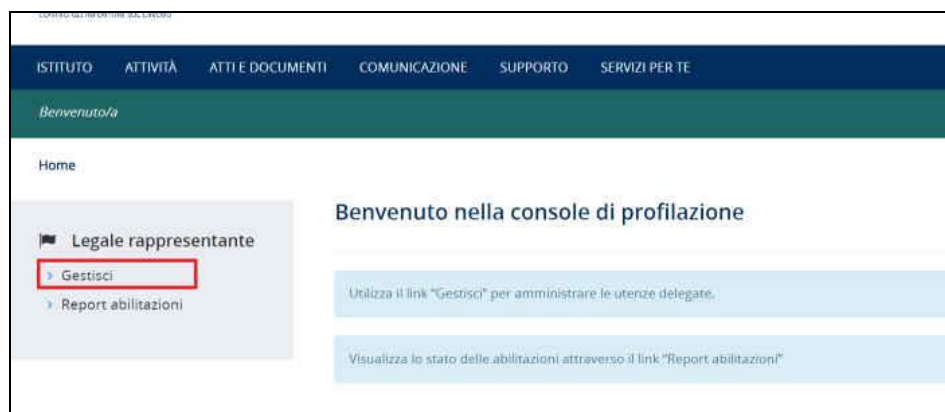 ISTITUTO ATTIVITÀ ATTI E DOCUMENTI COMUNICAZIONE SUPPORTO SERVIZI PER TE
Benvenuto/a
Home
Benvenuto nella console di profilazione
Legale rappresentante
Gestisci
Report abilitazioni
Utilizza il link "Gestisci" per amministrare le utenze delegate.
Visualizza lo stato delle abilitazioni attraverso il link "Report abilitazioni"